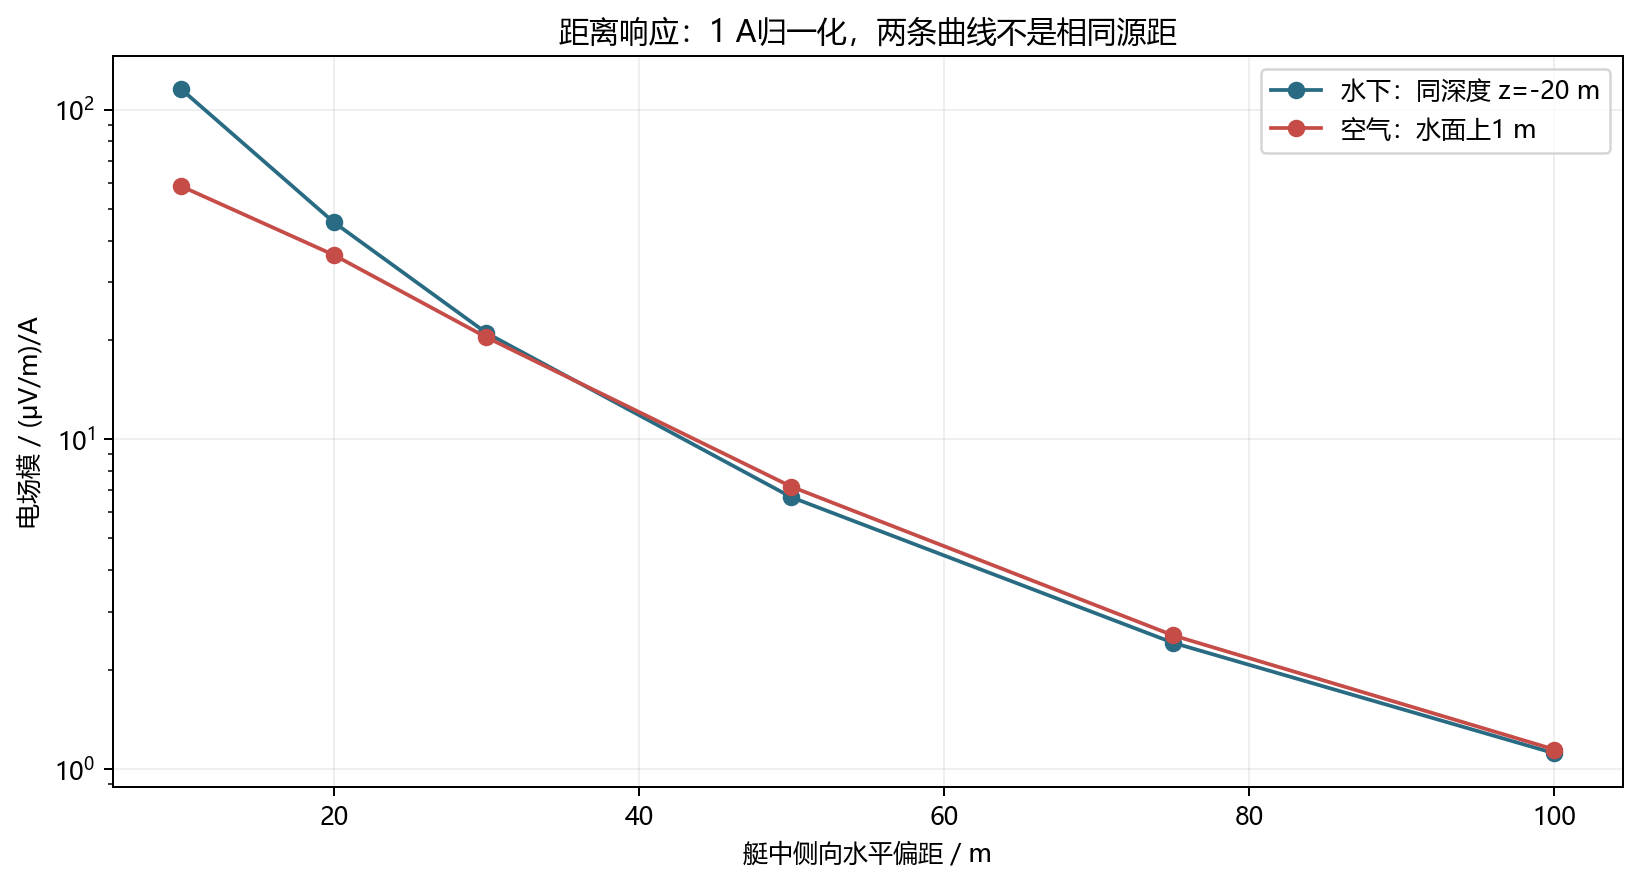 距离响应：1 A归一化，两条曲线不是相同源距
水下：同深度 z=-20 m
空气：水面上1 m
电场模 / (μV/m)/A
10²
10¹
10⁰
20 40 60 80 100
艇中侧向水平偏距 / m